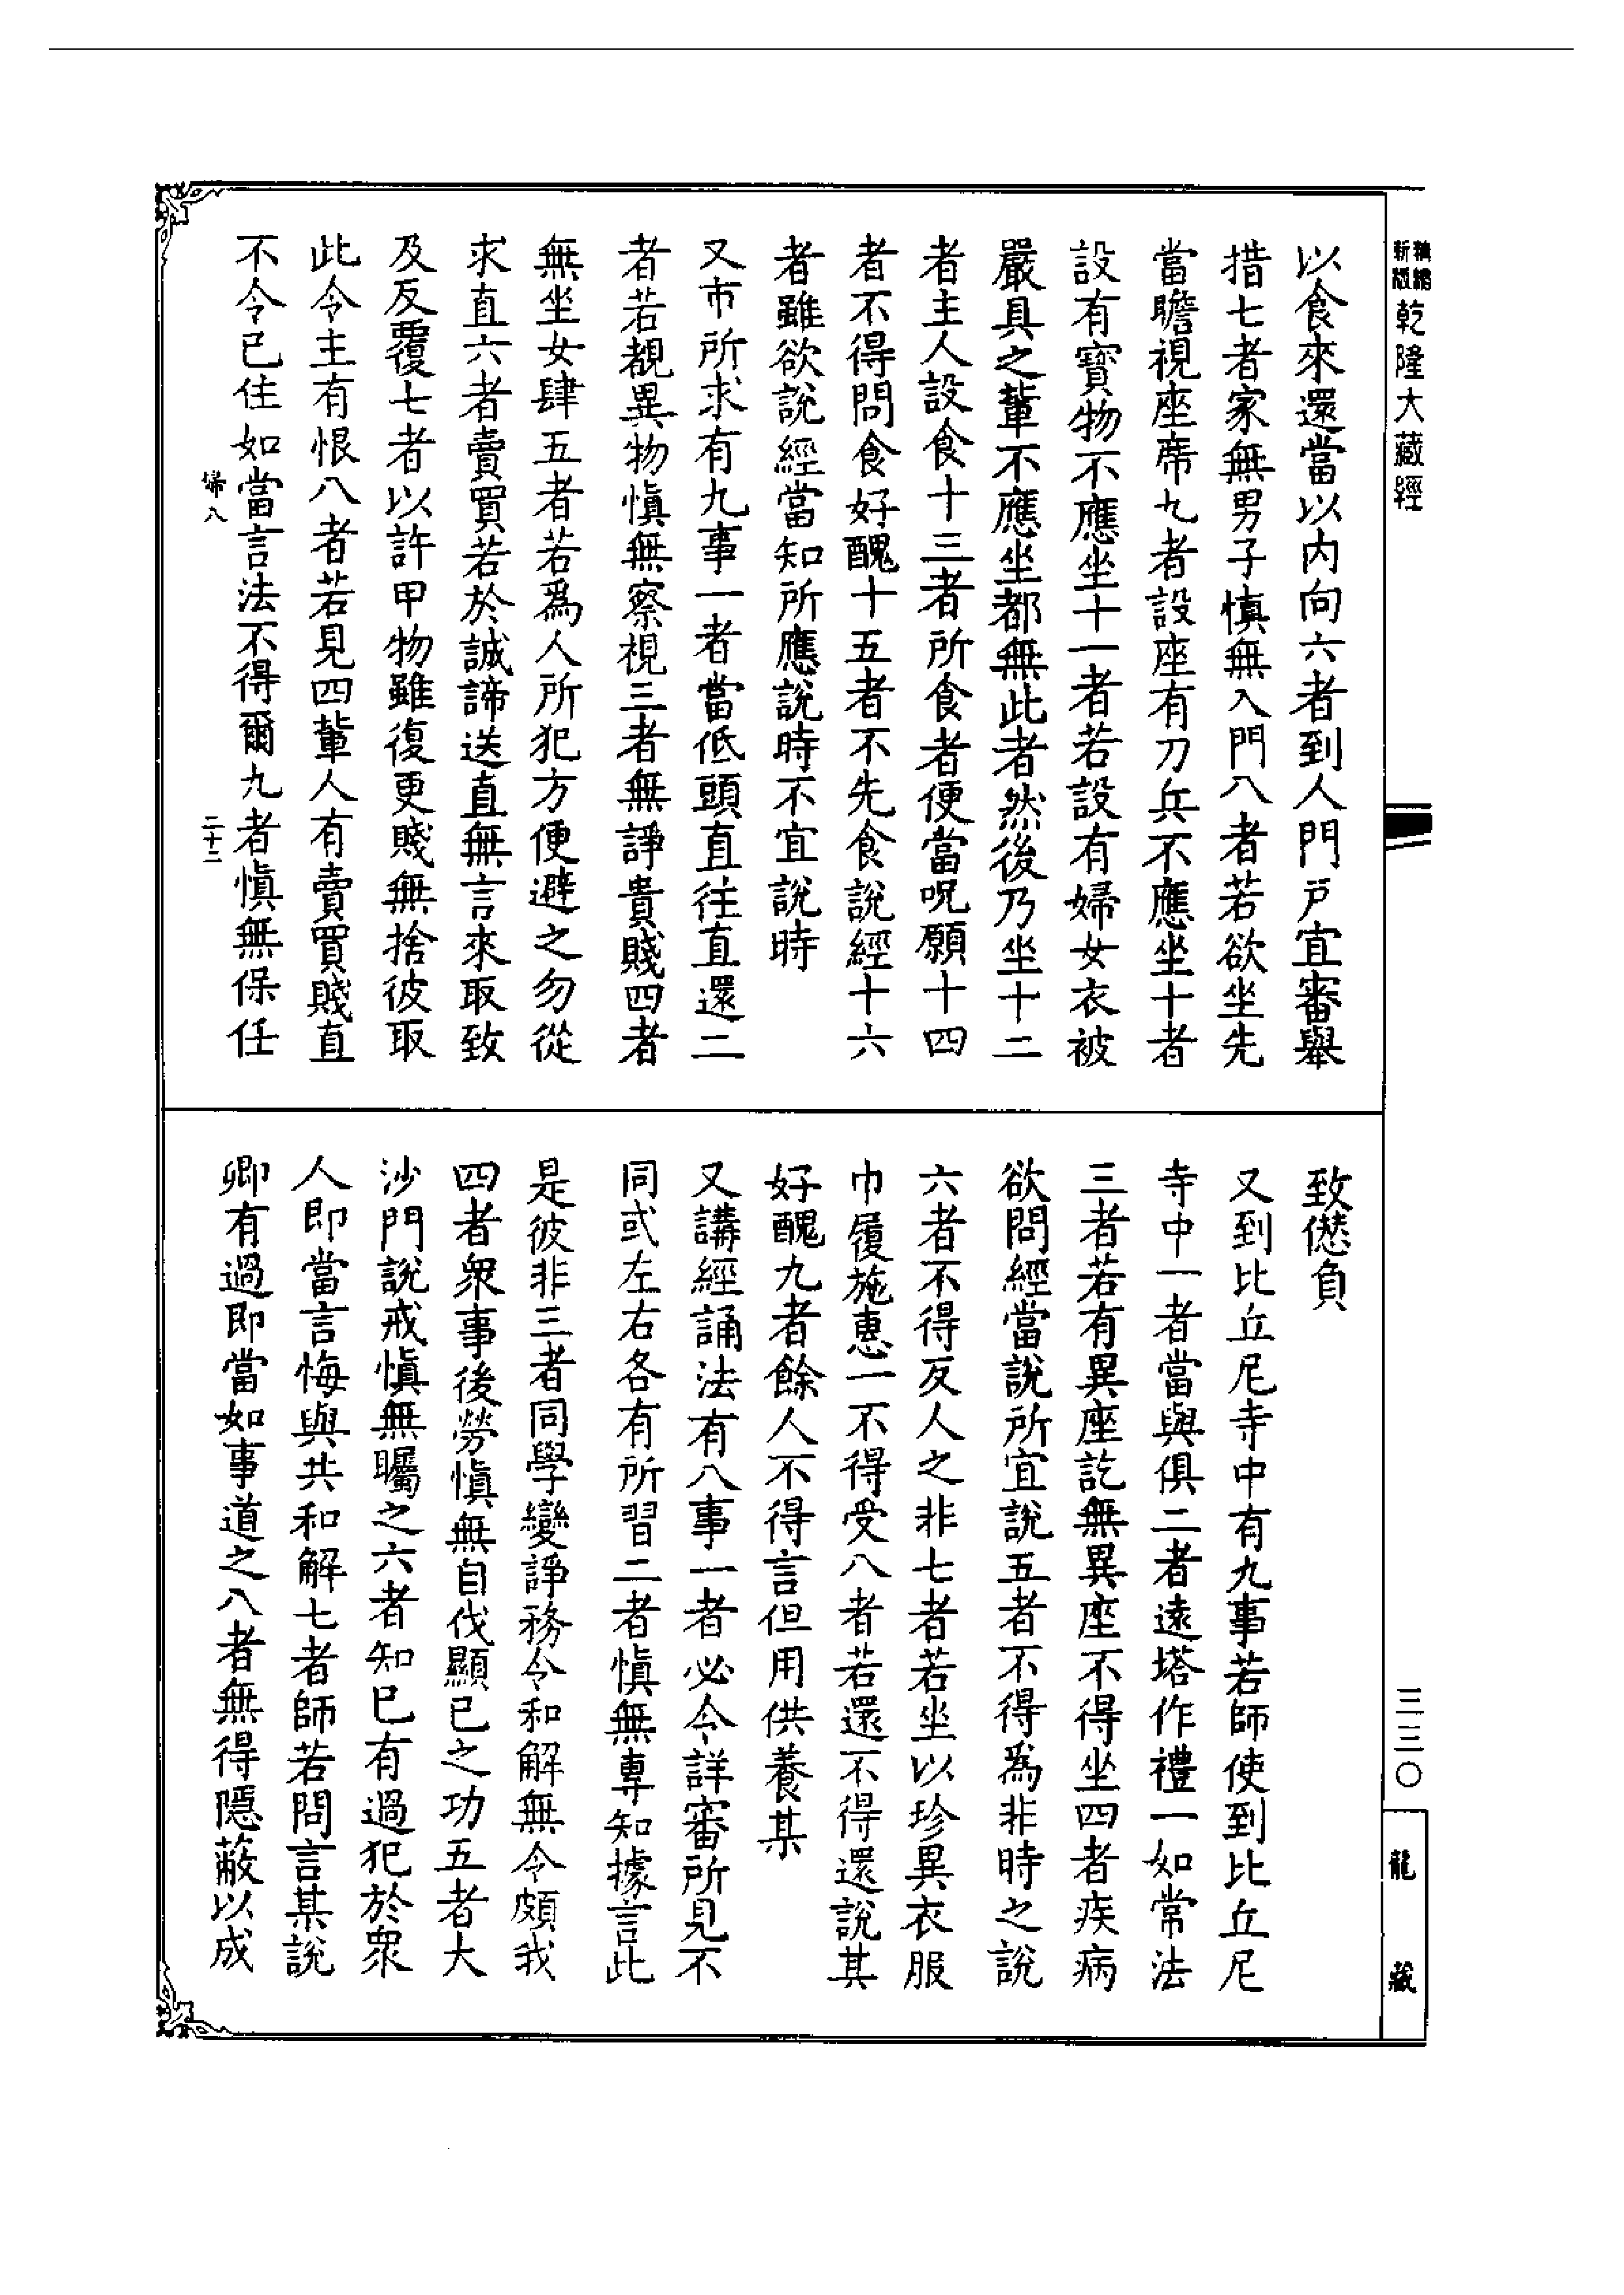 精縮
新版
乾隆大藏經
以食來還當以内向六者到人門戸宜審舉
措七者家無男子慎無入門八者若欲坐先
當瞻視座席九者設座有刀兵不應坐十者
設有寶物不應坐十一者若設有婦女衣被
嚴具之輩不應坐都無此者然後乃坐十二
者主人設食十三者所食者便當呪願十四
者不得問食好醜十五者不先食說經十六
者雖欲說經當知所應說時不宜說時
又市所求有九事一者當低頭直往直還二
者若覩異物慎無察視三者無諍貴賤四者
無坐女肆五者若為人所犯方便避之勿從
求直六者賣買若於誠諦送直無言來取致
及反覆七者以許甲物雖復更賤無捨彼取
此令主有恨八者若見四輩人有賣買賤直
不令已住如當言法不得爾九者慎無保任
二十二
致僁負
又到比丘尼寺中有九事若師使到比丘尼
寺中一者當與俱二者遶塔作禮一如常法
三者若有異座訖無異座不得坐四者疾病
欲問經當說所宜說五者不得為非時之說
六者不得反人之非七者若坐以珍異衣服
巾履施惠一不得受八者若還不得還說其
好醜九者餘人不得言但用供養某
又講經誦法有八事一者必令詳審所見不
同或左右各有所習二者慎無專知據言此
是彼非三者同學變諍務令和解無令頗我
四者衆事後勞慎無自伐顯已之功五者大
沙門說戒慎無矚之六者知已有過犯於衆
人即當言悔與共和解七者師若問言某說
卿有過即當如事道之八者無得隱蔽以成
三三〇
龍藏